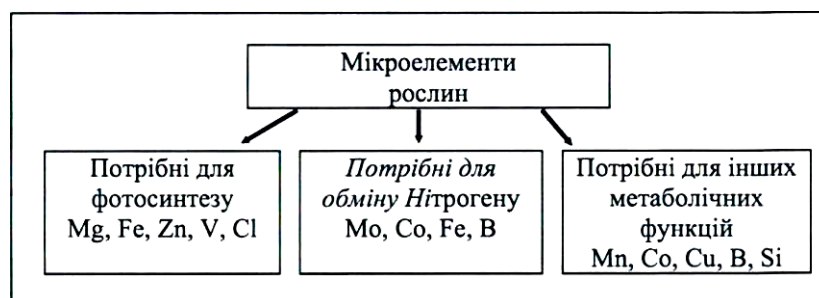 Мікроелементи
рослин
Потрібні для
фотосинтезу
Mg, Fe, Zn, V, Cl
Потрібні для
обміну Нітрогену
Mo, Co, Fe, B
Потрібні для інших
метаболічних
функцій
Mn, Co, Cu, B, Si